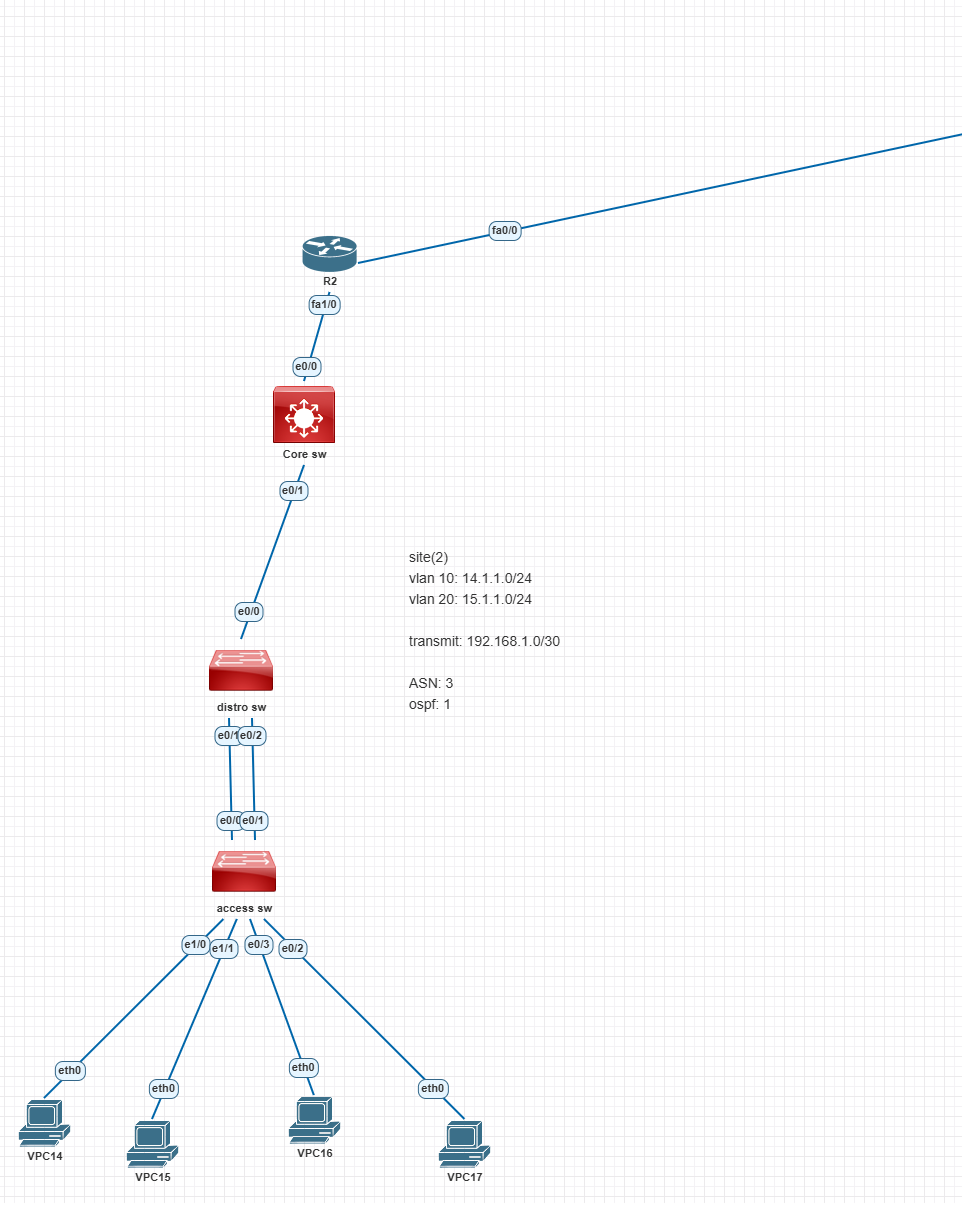 fa0/0
R2
fa1/0
e0/0
Core sw
e0/1
site(2)
vlan 10: 14.1.1.0/24
vlan 20: 15.1.1.0/24
e0/0
transmit: 192.168.1.0/30
ASN: 3
ospf: 1
distro sw
e0/1 e0/2
e0/0 e0/1
access sw
e1/0 e1/1 e0/3 e0/2
eth0 eth0 eth0 eth0
VPC14 VPC15 VPC16 VPC17